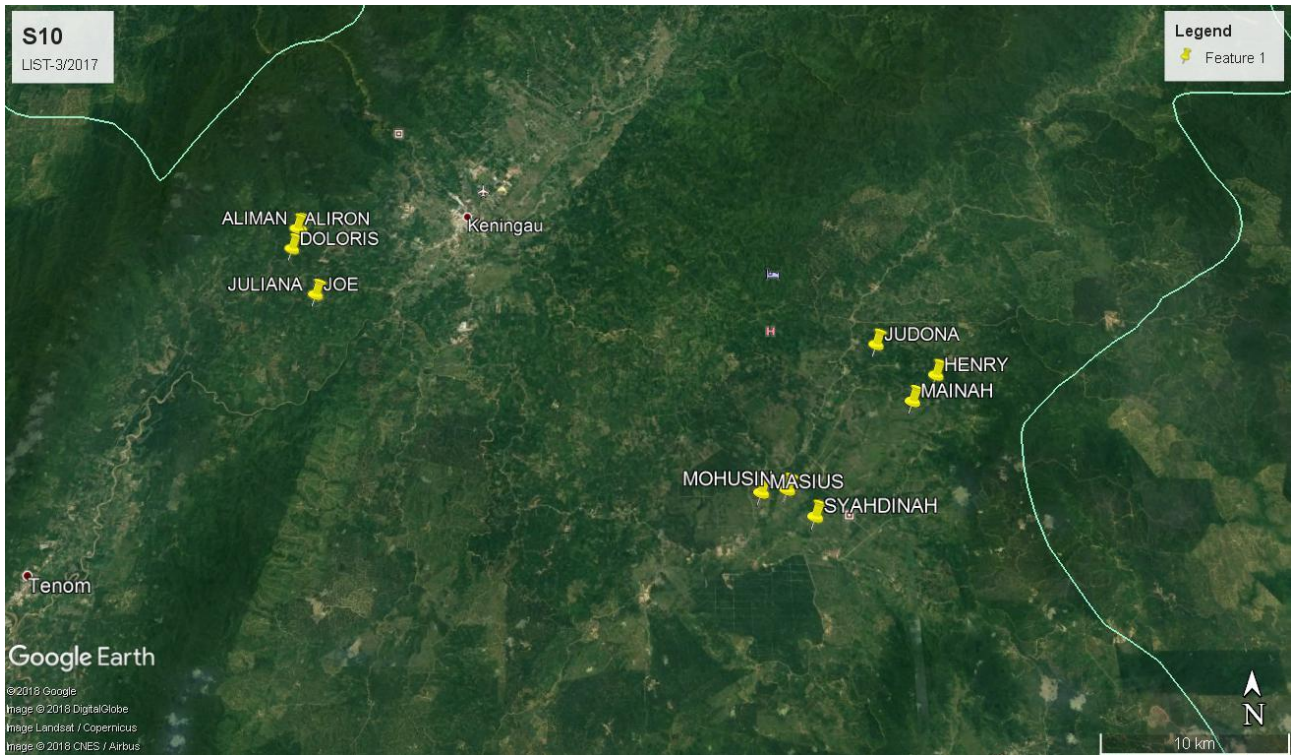 S10
LIST-3/2017
Legend
Feature 1
ALIMAN ALIRON
DOLORIS
Keningau
JULIANA JOE
H
JUDONA
HENRY
MAINAH
MOHUSIN MASIUS
SYAHDINAH
Tenom
Google Earth
©2018 Google
Image © 2018 DigitalGlobe
Image Landsat / Copernicus
Image © 2018 CNES / Airbus
N
10 km